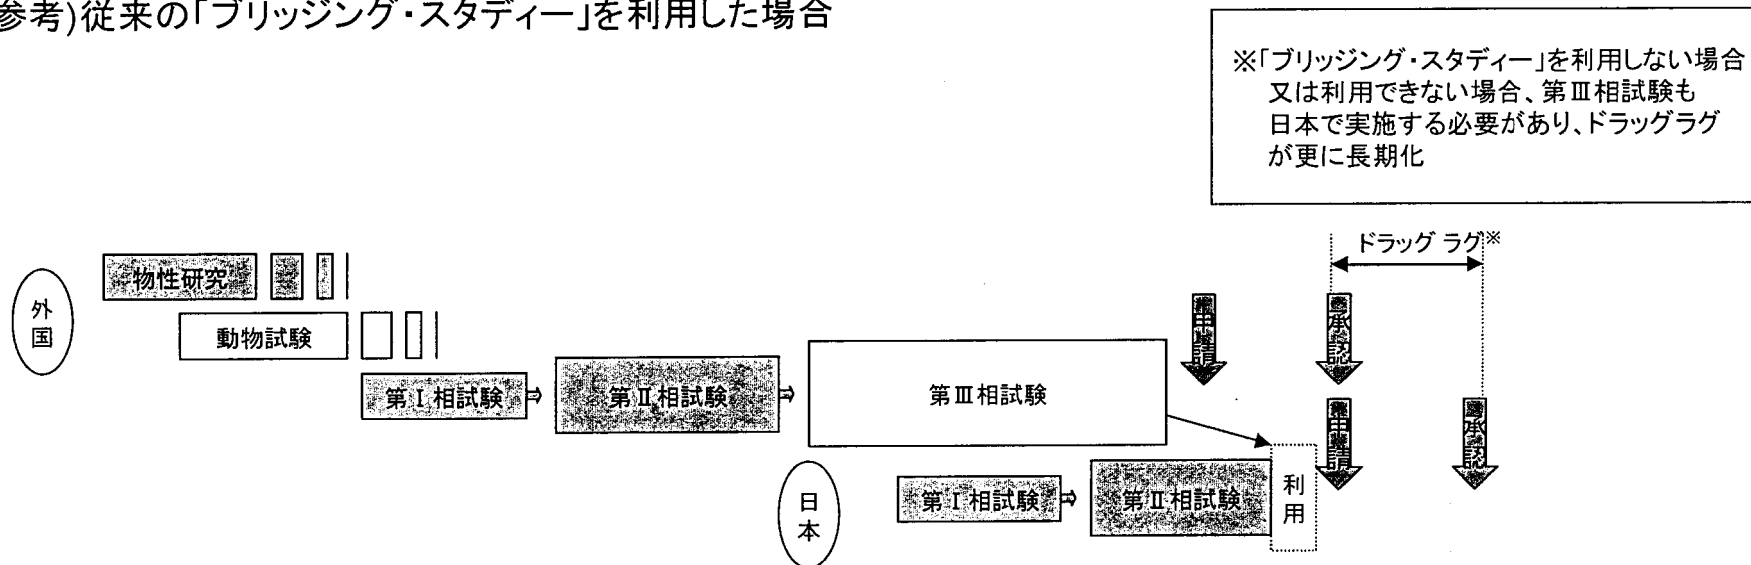 参考)従来の「ブリッジング・スタディー」を利用した場合
※「ブリッジング・スタディー」を利用しない場合
又は利用できない場合、第Ⅲ相試験も
日本で実施する必要があり、ドラッグラグ
が更に長期化
ドラッグ ラグ※
外国
物性研究
動物試験
申請
承認
第Ⅰ相試験
第Ⅱ相試験
第Ⅲ相試験
申請
承認
日本
第Ⅰ相試験
第Ⅱ相試験
利用